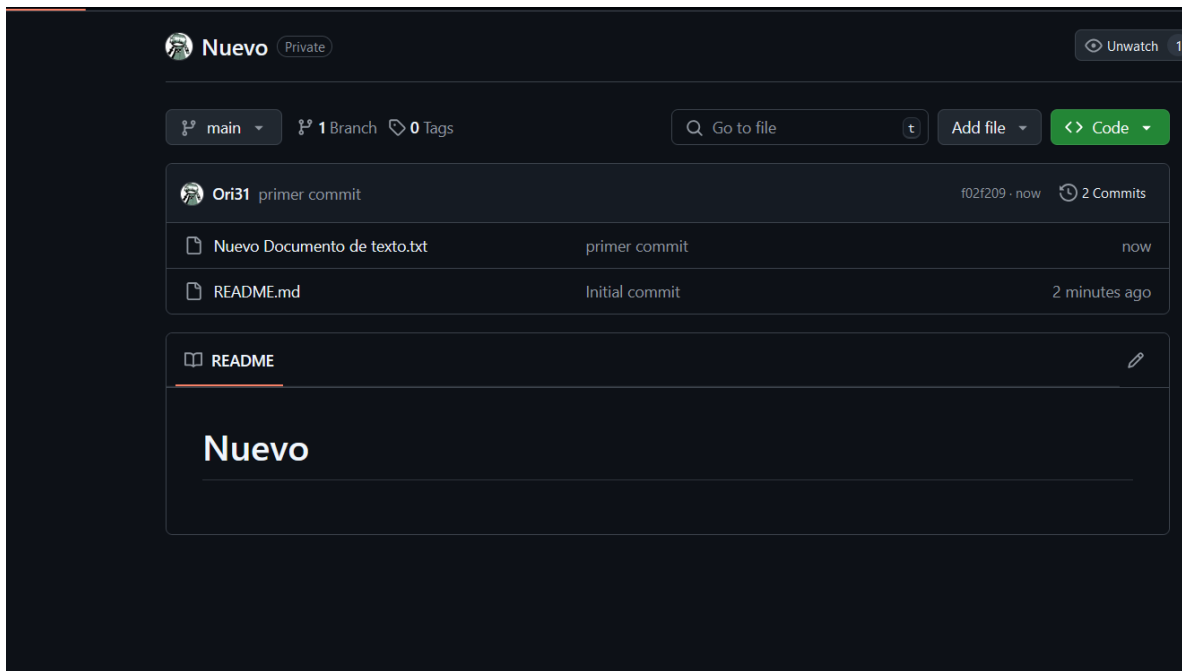 Nuevo Private Unwatch 1
main 1 Branch 0 Tags Go to file t Add file <> Code
Ori31 primer commit f02f209 · now 2 Commits
Nuevo Documento de texto.txt primer commit now
README.md Initial commit 2 minutes ago
README
Nuevo